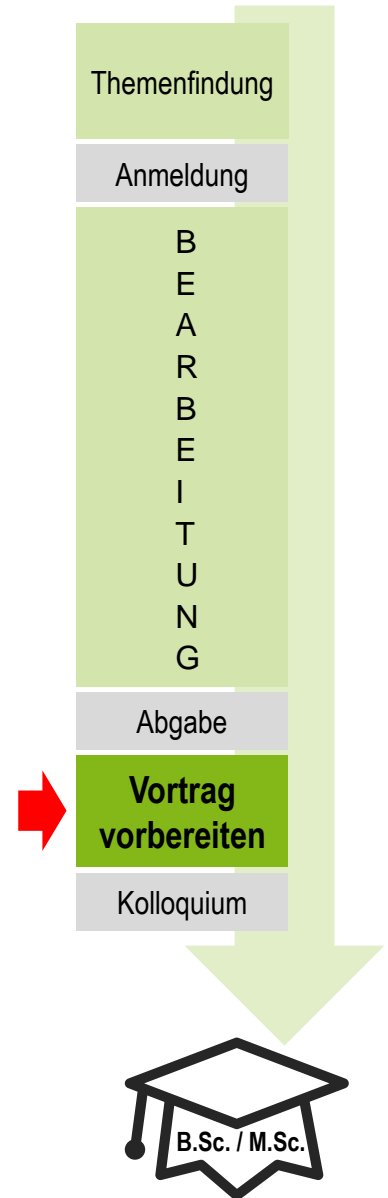 Themenfindung
Anmeldung
B
E
A
R
B
E
I
T
U
N
G
Abgabe
Vortrag
vorbereiten
Kolloquium
B.Sc. / M.Sc.